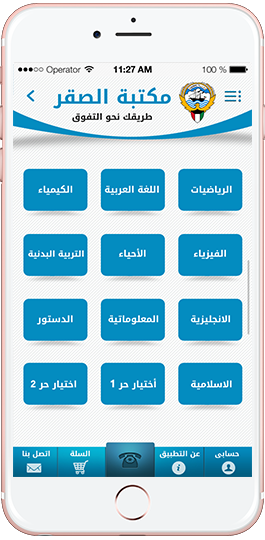 Operator 11:27 AM 100 %
مكتبة الصقر
طريقك نحو التفوق
الرياضيات اللغة العربية الكيمياء
الفيزياء الأحياء التربية البدنية
الانجليزية المعلوماتية الدستور
الاسلامية أختيار حر 1 اختيار حر 2
حسابى عن التطبيق السلة اتصل بنا